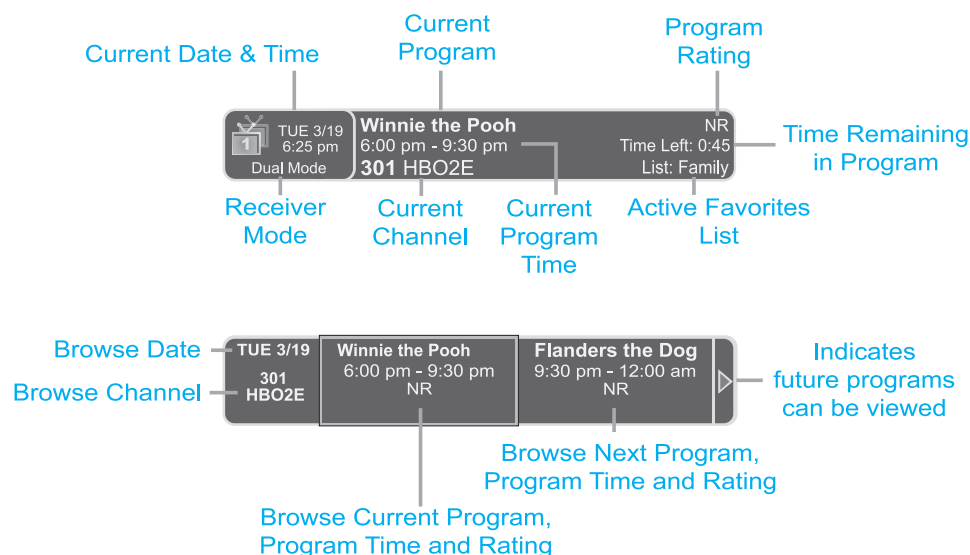 Current
Program
Program
Rating
Current Date & Time
1
TUE 3/19
6:25 pm
Dual Mode
Winnie the Pooh
6:00 pm - 9:30 pm
301 HBO2E
NR
Time Left: 0:45
List: Family
Time Remaining
in Program
Receiver
Mode
Current
Channel
Current
Program
Time
Active Favorites
List
Browse Date
Browse Channel
TUE 3/19
301
HBO2E
Winnie the Pooh
6:00 pm - 9:30 pm
NR
Flanders the Dog
9:30 pm - 12:00 am
NR
Indicates
future programs
can be viewed
Browse Next Program,
Program Time and Rating
Browse Current Program,
Program Time and Rating